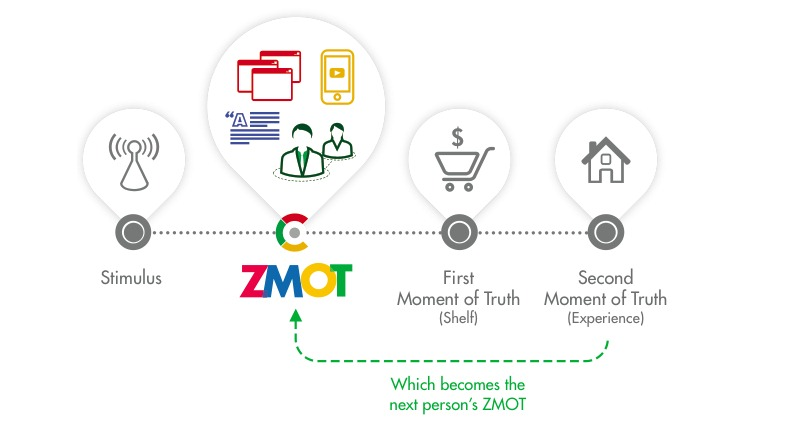 “A
$
Stimulus
ZMOT
First
Moment of Truth
(Shelf)
Second
Moment of Truth
(Experience)
Which becomes the
next person's ZMOT